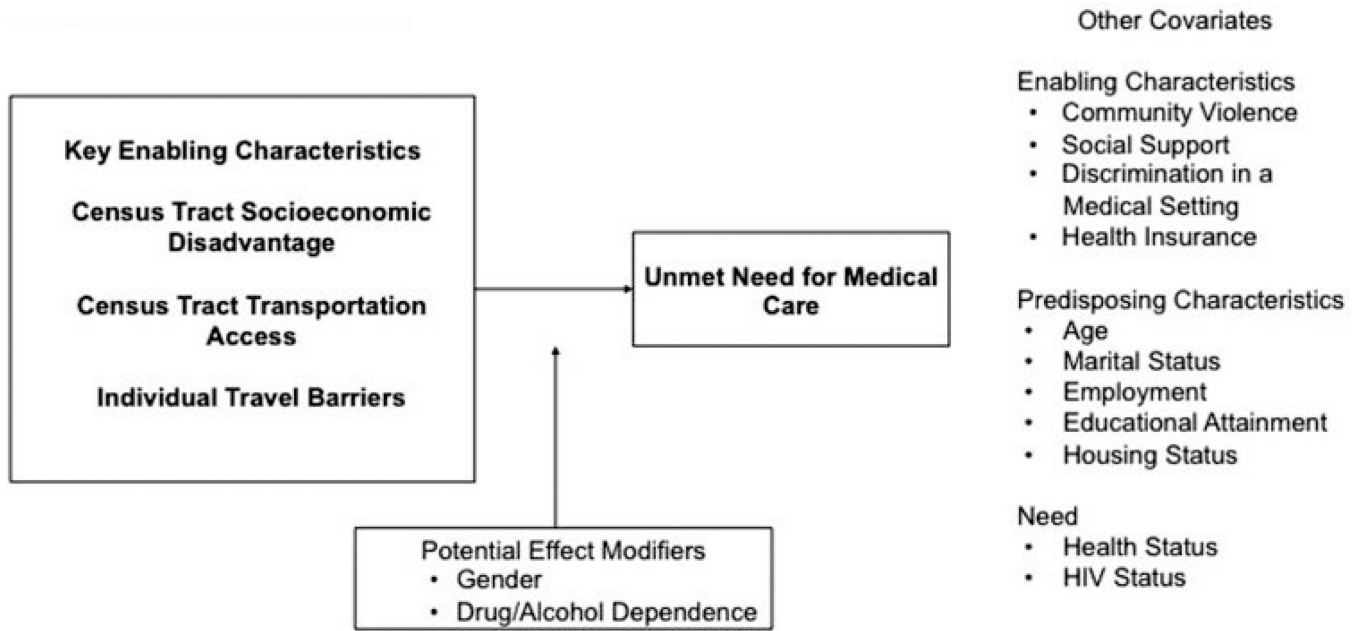 Key Enabling Characteristics
Census Tract Socioeconomic
Disadvantage
Census Tract Transportation
Access
Individual Travel Barriers
Unmet Need for Medical
Care
Potential Effect Modifiers
• Gender
• Drug/Alcohol Dependence
Other Covariates
Enabling Characteristics
• Community Violence
• Social Support
• Discrimination in a
Medical Setting
• Health Insurance
Predisposing Characteristics
• Age
• Marital Status
• Employment
• Educational Attainment
• Housing Status
Need
• Health Status
• HIV Status